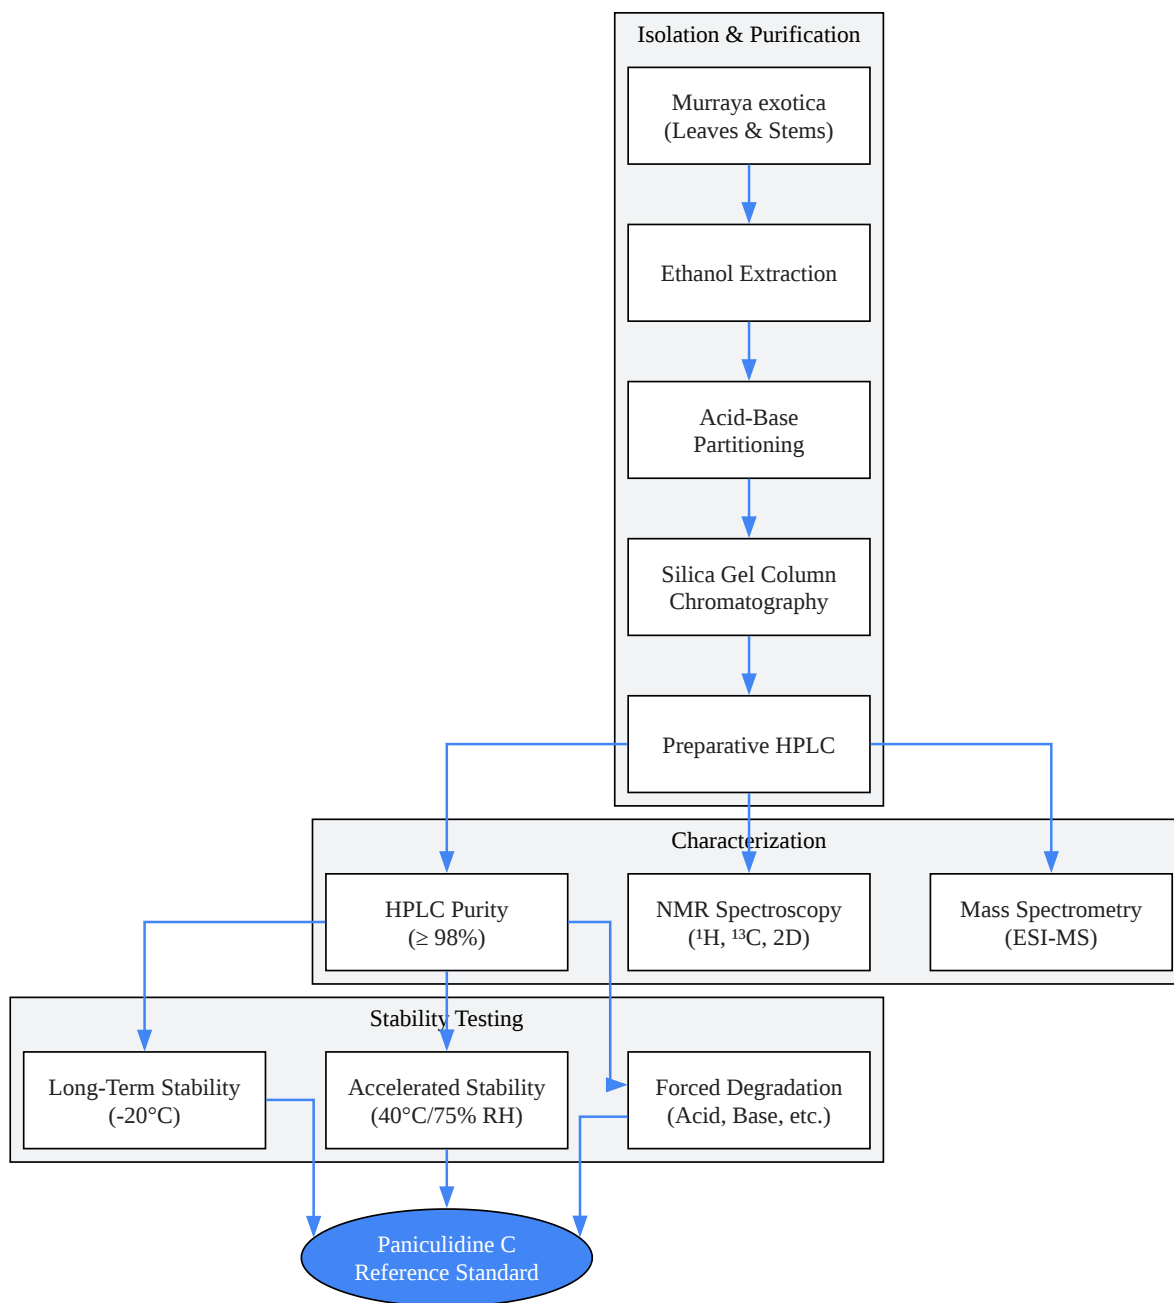 Isolation & Purification
Murraya exotica
(Leaves & Stems)
Ethanol Extraction
Acid-Base
Partitioning
Silica Gel Column
Chromatography
Preparative HPLC
Characterization
HPLC Purity
(≥ 98%)
NMR Spectroscopy
(¹H, ¹³C, 2D)
Mass Spectrometry
(ESI-MS)
Stability Testing
Long-Term Stability
(-20°C)
Accelerated Stability
(40°C/75% RH)
Forced Degradation
(Acid, Base, etc.)
Paniculidine C
Reference Standard